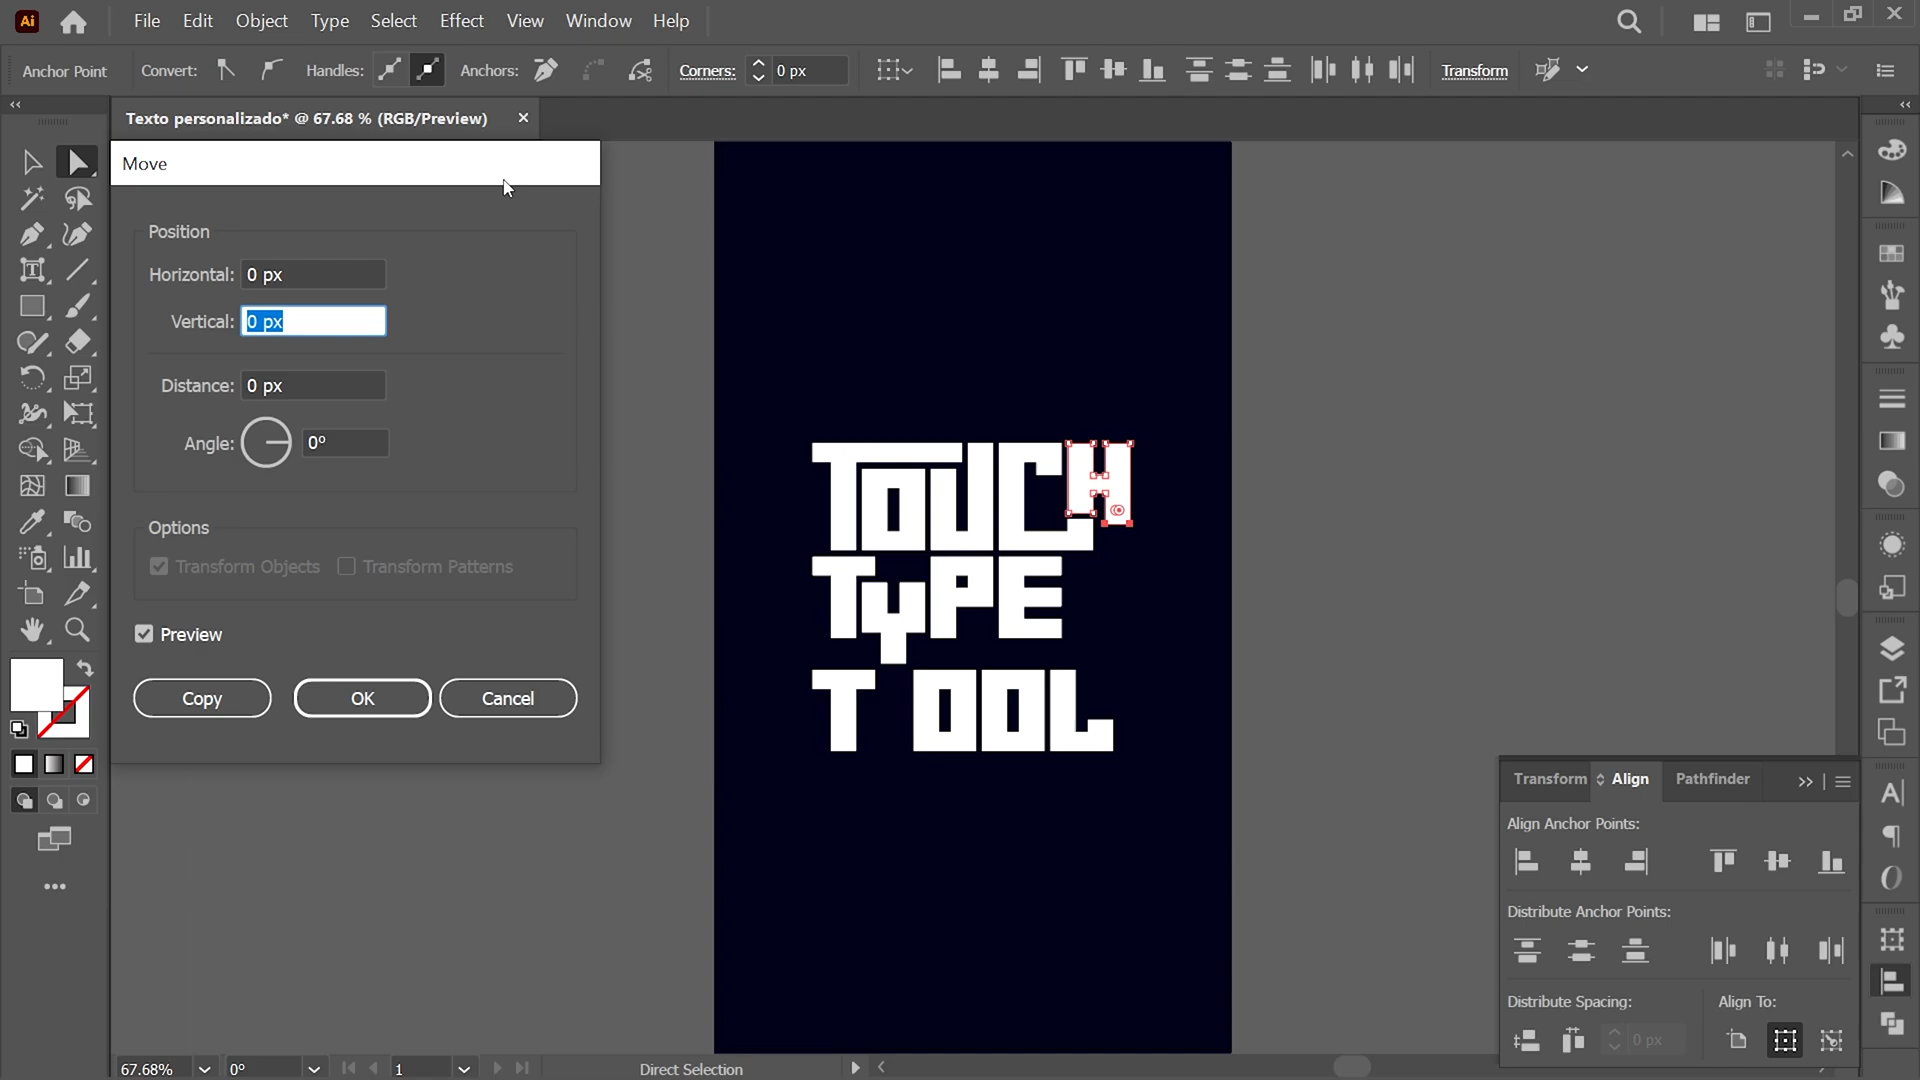 Ai File Edit Object Type Select Effect View Window Help
Anchor Point Convert: Handles: Anchors: Corners: 0 px Transform
Texto personalizado* @ 67.68 % (RGB/Preview)
Move
Position
Horizontal: 0 px
Vertical: 0 px
Distance: 0 px
Angle: 0°
Options
Transform Objects Transform Patterns
Preview
Copy OK Cancel
TOUCH
TyPE
TOOL
Transform Align Pathfinder
Align Anchor Points:
Distribute Anchor Points:
Distribute Spacing: Align To:
0 px
67.68% 0° 1 Direct Selection